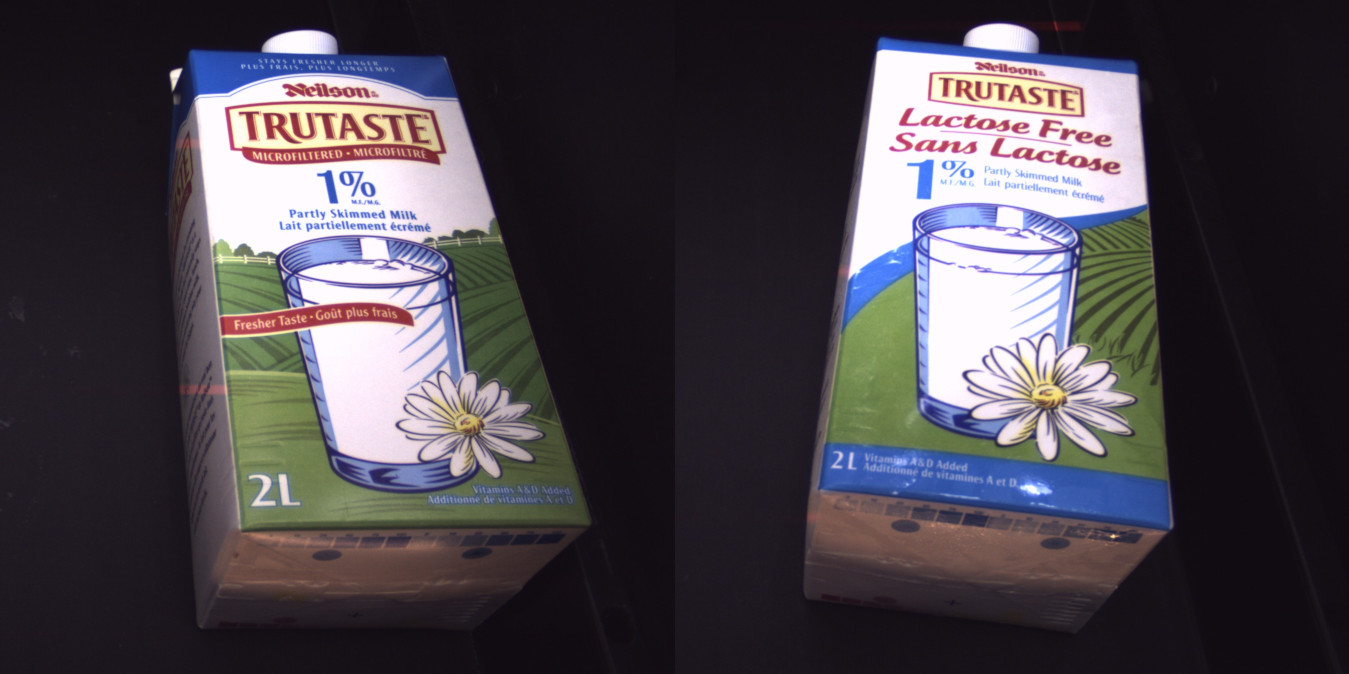 STAYS FRESHER LONGER
PLUS FRAIS, PLUS LONGTEMPS
Neilson
TRUTASTE
MICROFILTERED • MICROFILTRÉ
1%
M.F./M.G.
Partly Skimmed Milk
Lait partiellement écrémé
Fresher Taste • Goût plus frais
2L
Vitamins A&D Added
Additionné de vitamines A et D
Neilson
TRUTASTE
Lactose Free
Sans Lactose
1%
M.F./M.G.
Partly Skimmed Milk
Lait partiellement écrémé
2L
Vitamins A&D Added
Additionné de vitamines A et D